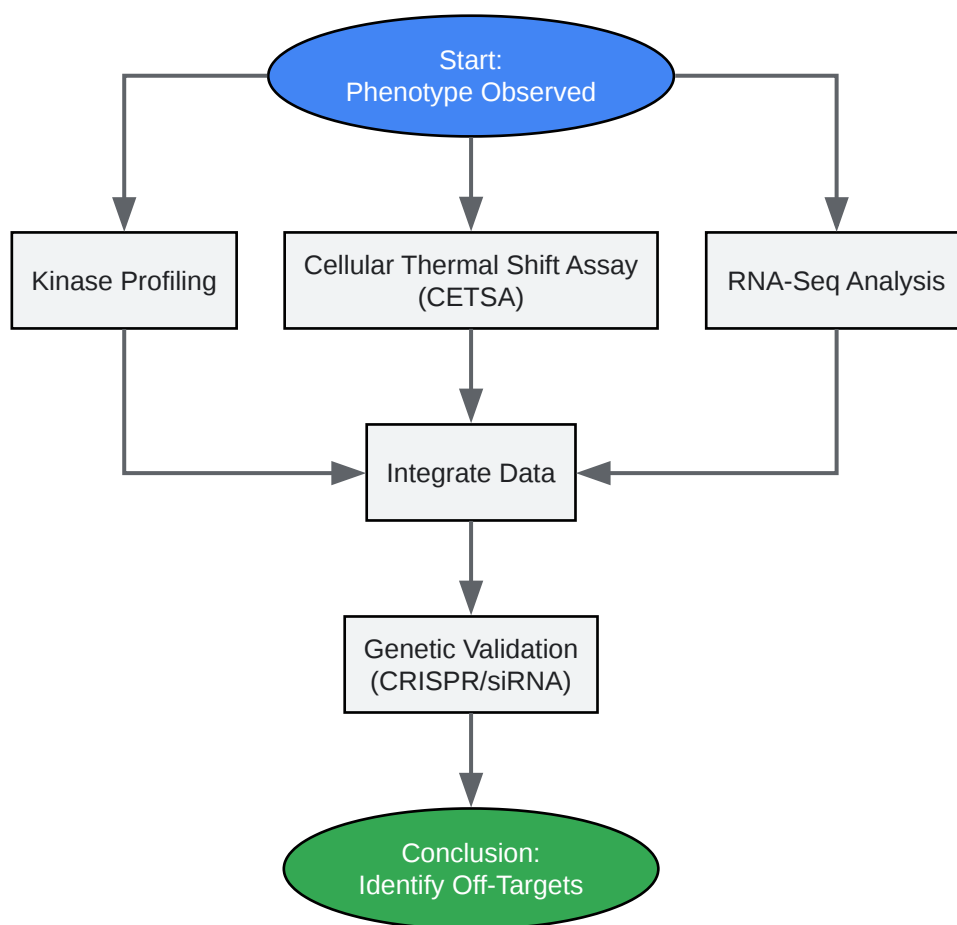 Start:
Phenotype Observed
Kinase Profiling
Cellular Thermal Shift Assay
(CETSA)
RNA-Seq Analysis
Integrate Data
Genetic Validation
(CRISPR/siRNA)
Conclusion:
Identify Off-Targets